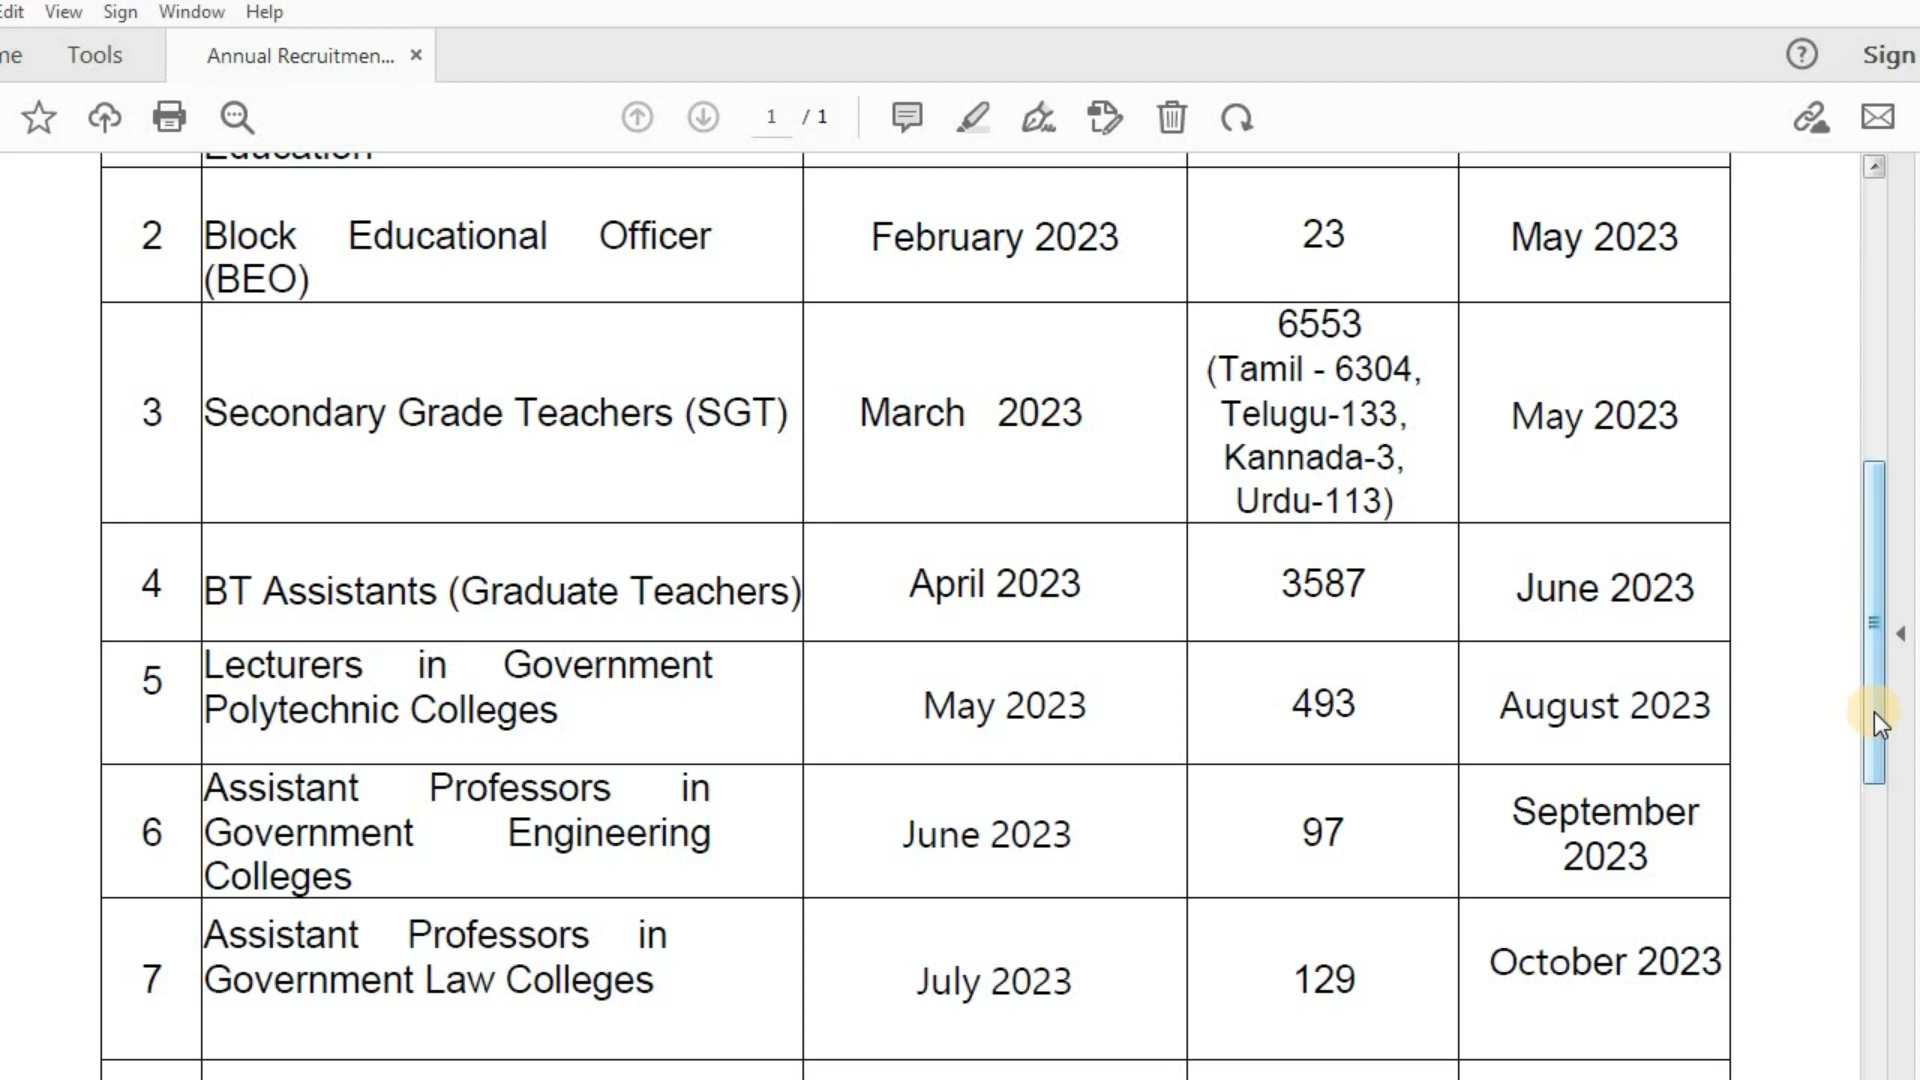 Edit View Sign Window Help
me Tools Annual Recruitmen... × ? Sign
1 / 1
Education
2 Block Educational Officer (BEO) February 2023 23 May 2023
3 Secondary Grade Teachers (SGT) March 2023 6553 (Tamil - 6304, Telugu-133, Kannada-3, Urdu-113) May 2023
4 BT Assistants (Graduate Teachers) April 2023 3587 June 2023
5 Lecturers in Government Polytechnic Colleges May 2023 493 August 2023
6 Assistant Professors in Government Engineering Colleges June 2023 97 September 2023
7 Assistant Professors in Government Law Colleges July 2023 129 October 2023